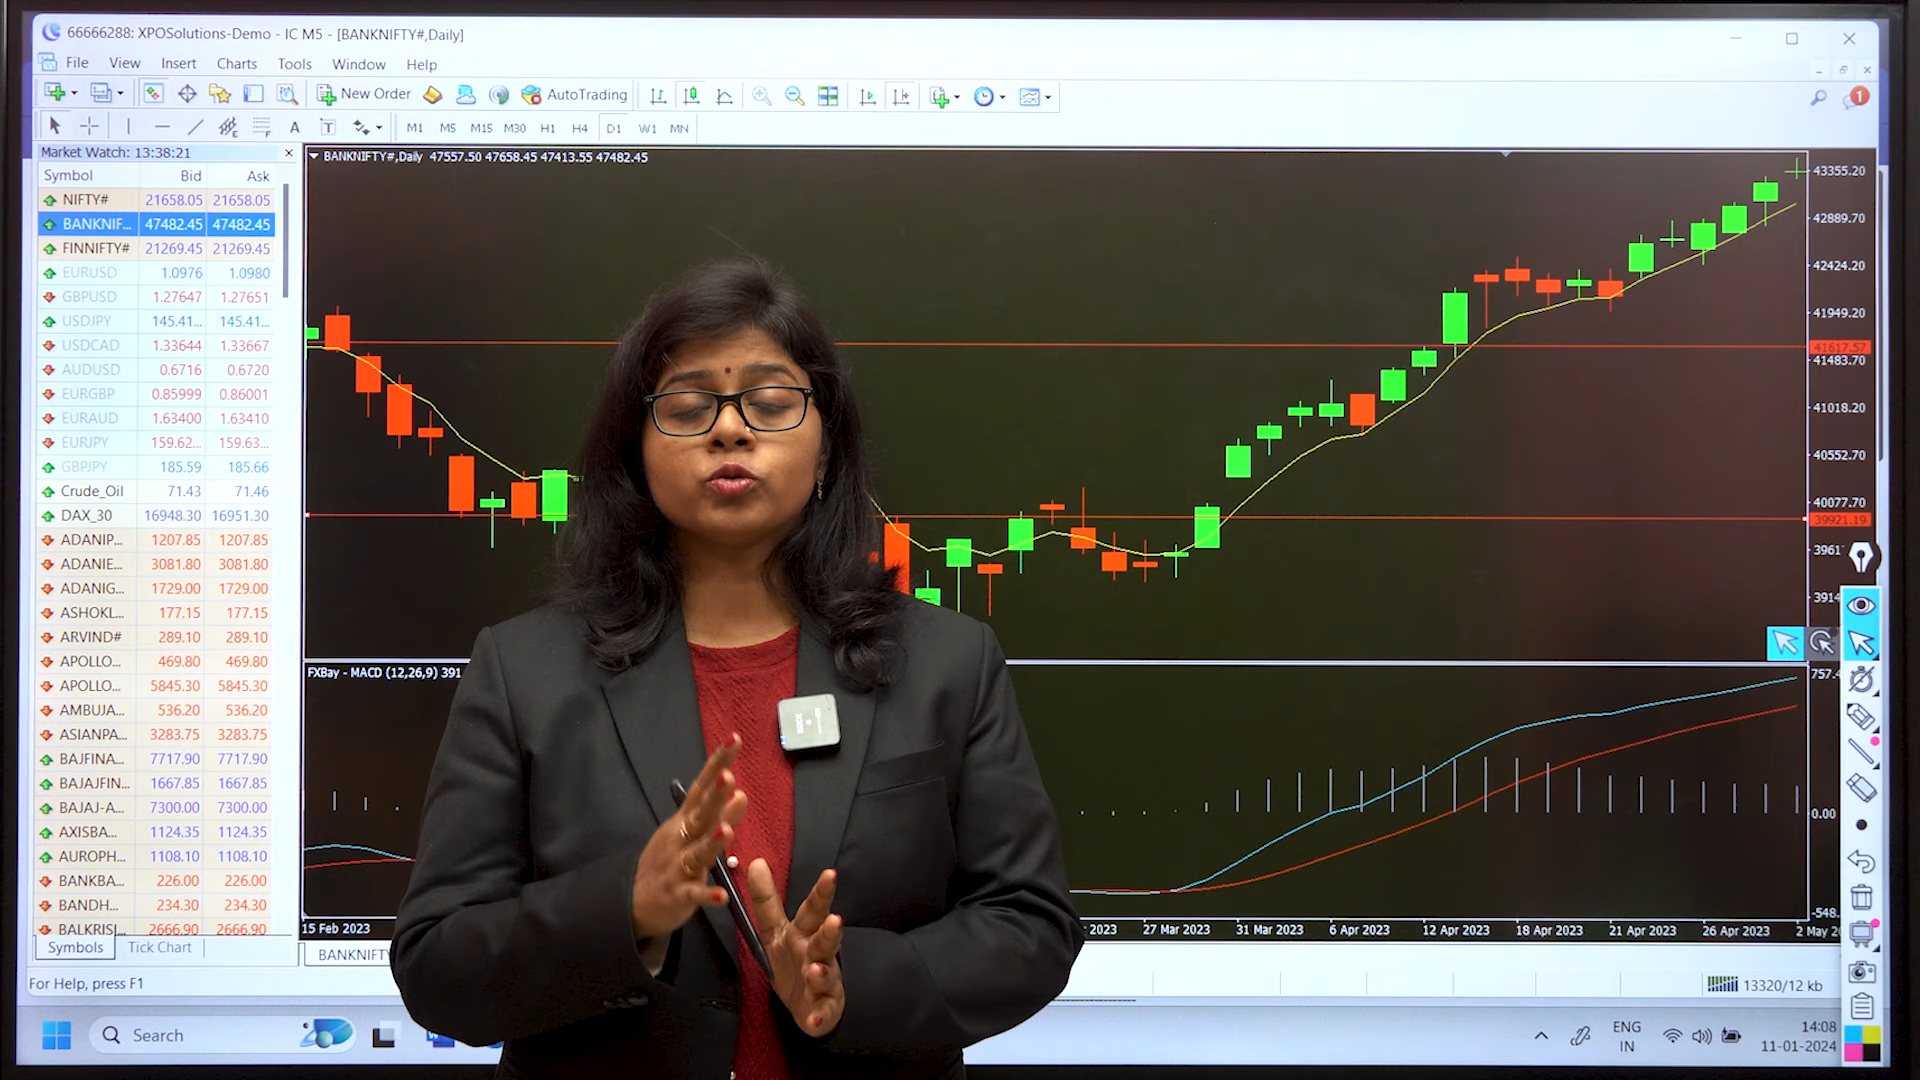 66666288: XPOSolutions-Demo - IC M5 - [BANKNIFTY#,Daily]
File View Insert Charts Tools Window Help
New Order AutoTrading
1
A T M1 M5 M15 M30 H1 H4 D1 W1 MN
Market Watch: 13:38:21
Symbol Bid Ask
NIFTY# 21658.05 21658.05
BANKNIF... 47482.45 47482.45
FINNIFTY# 21269.45 21269.45
EURUSD 1.0976 1.0980
GBPUSD 1.27647 1.27651
USDJPY 145.41... 145.41...
USDCAD 1.33644 1.33667
AUDUSD 0.6716 0.6720
EURGBP 0.85999 0.86001
EURAUD 1.63400 1.63410
EURJPY 159.62... 159.63...
GBPJPY 185.59 185.66
Crude_Oil 71.43 71.46
DAX_30 16948.30 16951.30
ADANIP... 1207.85 1207.85
ADANIE... 3081.80 3081.80
ADANIG... 1729.00 1729.00
ASHOKL... 177.15 177.15
ARVIND# 289.10 289.10
APOLLO... 469.80 469.80
APOLLO... 5845.30 5845.30
AMBUJA... 536.20 536.20
ASIANPA... 3283.75 3283.75
BAJFINA... 7717.90 7717.90
BAJAJFIN... 1667.85 1667.85
BAJAJ-A... 7300.00 7300.00
AXISBA... 1124.35 1124.35
AUROPH... 1108.10 1108.10
BANKBA... 226.00 226.00
BANDH... 234.30 234.30
BALKRISI... 2666.90 2666.90
Symbols Tick Chart
For Help, press F1
BANKNIFTY#,Daily 47557.50 47658.45 47413.55 47482.45
43355.20
42889.70
42424.20
41949.20
41617.57
41483.70
41018.20
40552.70
40077.70
39921.19
3961
3914
FXBay - MACD (12,26,9) 391
757.4
0.00
-548.
15 Feb 2023 2023 27 Mar 2023 31 Mar 2023 6 Apr 2023 12 Apr 2023 18 Apr 2023 21 Apr 2023 26 Apr 2023 2 May 20
BANKNIFTY
13320/12 kb
Search
ENG
IN
14:08
11-01-2024